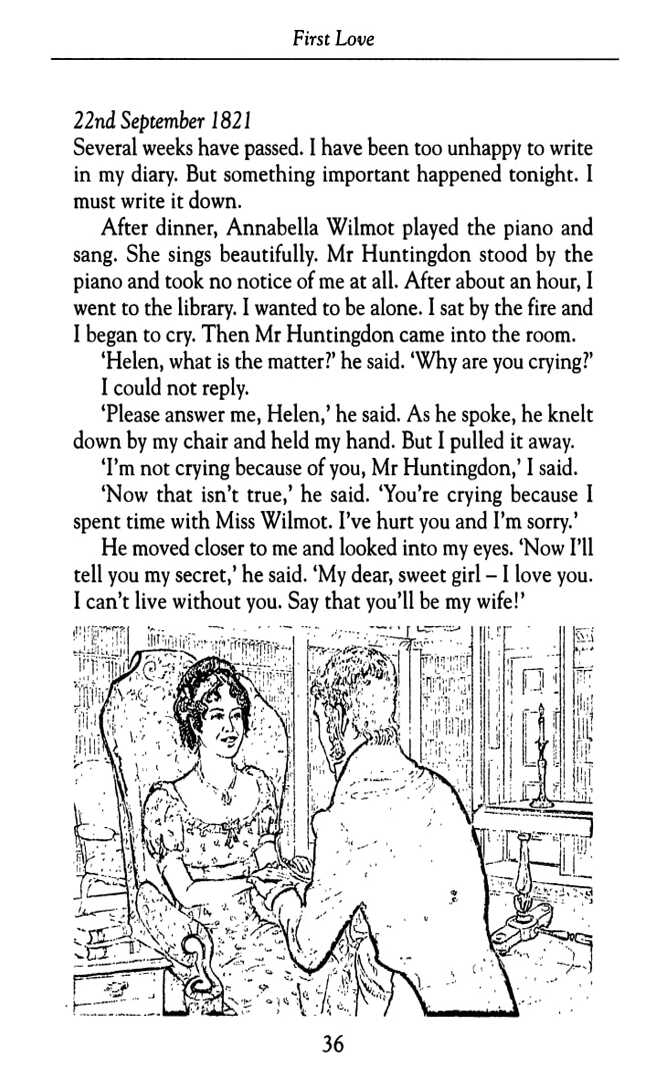 First Love
22nd September 1821
Several weeks have passed. I have been too unhappy to write
in my diary. But something important happened tonight. I
must write it down.
After dinner, Annabella Wilmot played the piano and
sang. She sings beautifully. Mr Huntingdon stood by the
piano and took no notice of me at all. After about an hour, I
went to the library. I wanted to be alone. I sat by the fire and
I began to cry. Then Mr Huntingdon came into the room.
‘Helen, what is the matter?’ he said. ‘Why are you crying?’
I could not reply.
‘Please answer me, Helen,’ he said. As he spoke, he knelt
down by my chair and held my hand. But I pulled it away.
‘I’m not crying because of you, Mr Huntingdon,’ I said.
‘Now that isn’t true,’ he said. ‘You’re crying because I
spent time with Miss Wilmot. I’ve hurt you and I’m sorry.’
He moved closer to me and looked into my eyes. ‘Now I’ll
tell you my secret,’ he said. ‘My dear, sweet girl – I love you.
I can’t live without you. Say that you’ll be my wife!’
36